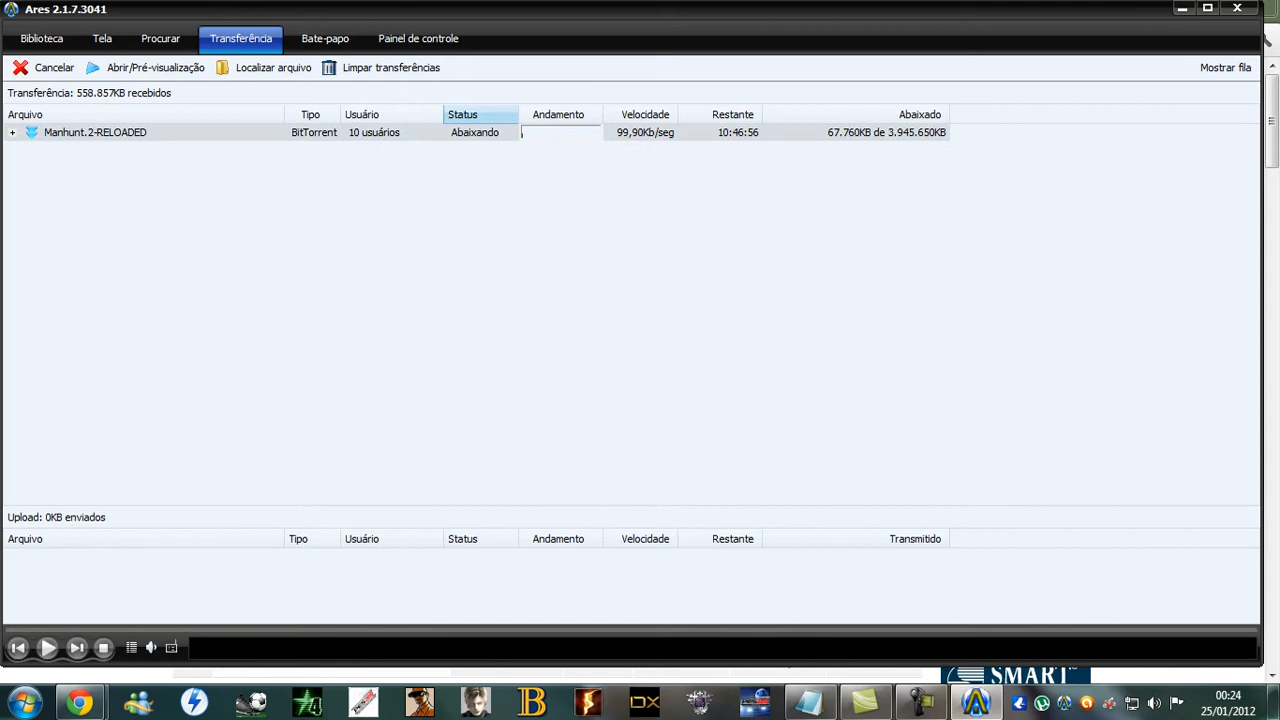 Ares 2.1.7.3041
Biblioteca Tela Procurar Transferência Bate-papo Painel de controle
Cancelar Abrir/Pré-visualização Localizar arquivo Limpar transferências Mostrar fila
Transferência: 558.857KB recebidos
Arquivo Tipo Usuário Status Andamento Velocidade Restante Abaixado
Manhunt.2-RELOADED BitTorrent 10 usuários Abaixando 99,90Kb/seg 10:46:56 67.760KB de 3.945.650KB
Upload: 0KB enviados
Arquivo Tipo Usuário Status Andamento Velocidade Restante Transmitido
SMART
B DX 00:24
25/01/2012